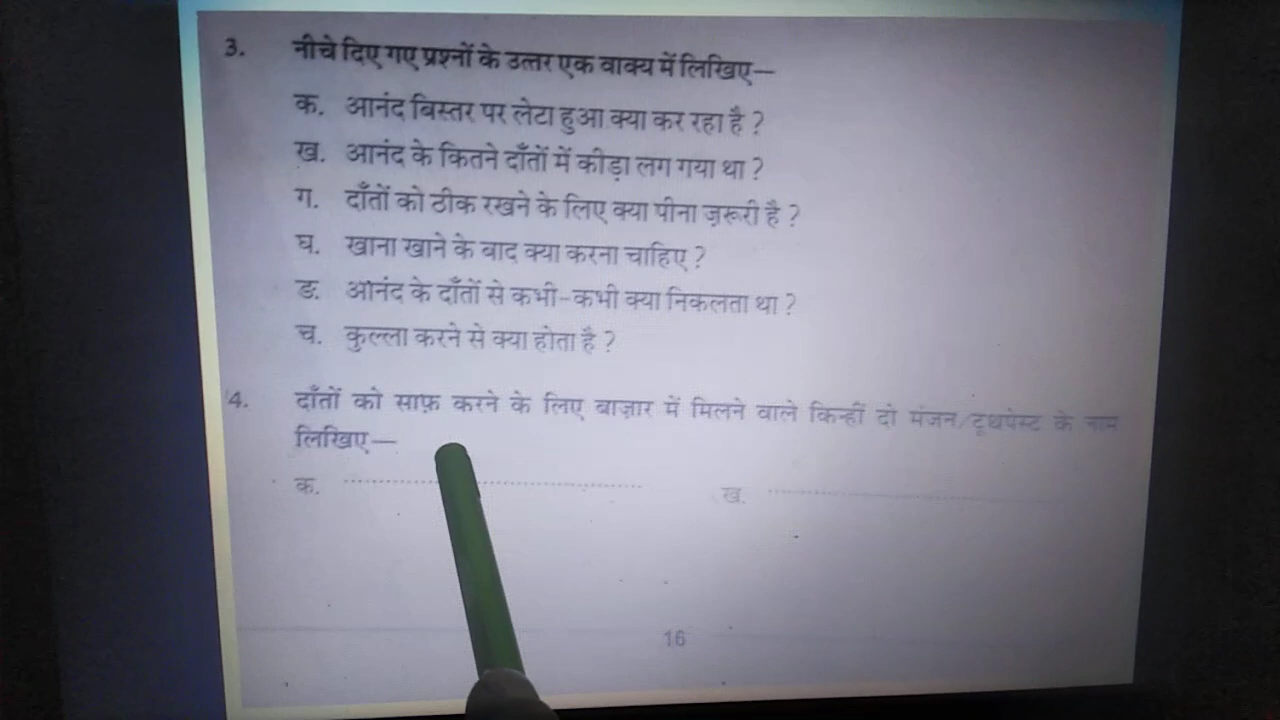 3. नीचे दिए गए प्रश्नों के उत्तर एक वाक्य में लिखिए—
क. आनंद बिस्तर पर लेटा हुआ क्या कर रहा है ?
ख. आनंद के कितने दाँतों में कीड़ा लग गया था ?
ग. दाँतों को ठीक रखने के लिए क्या पीना ज़रूरी है ?
घ. खाना खाने के बाद क्या करना चाहिए ?
ङ. आनंद के दाँतों से कभी-कभी क्या निकलता था ?
च. कुल्ला करने से क्या होता है ?
4. दाँतों को साफ़ करने के लिए बाज़ार में मिलने वाले किन्हीं दो मंजन/टूथपेस्ट के नाम
लिखिए—
क. .................................................. ख. ..................................................
16